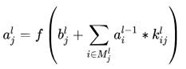 $a_j^l = f\left(b_j^l + \sum_{i \in M_j^l} a_i^{l-1} * k_{ij}^l\right)$